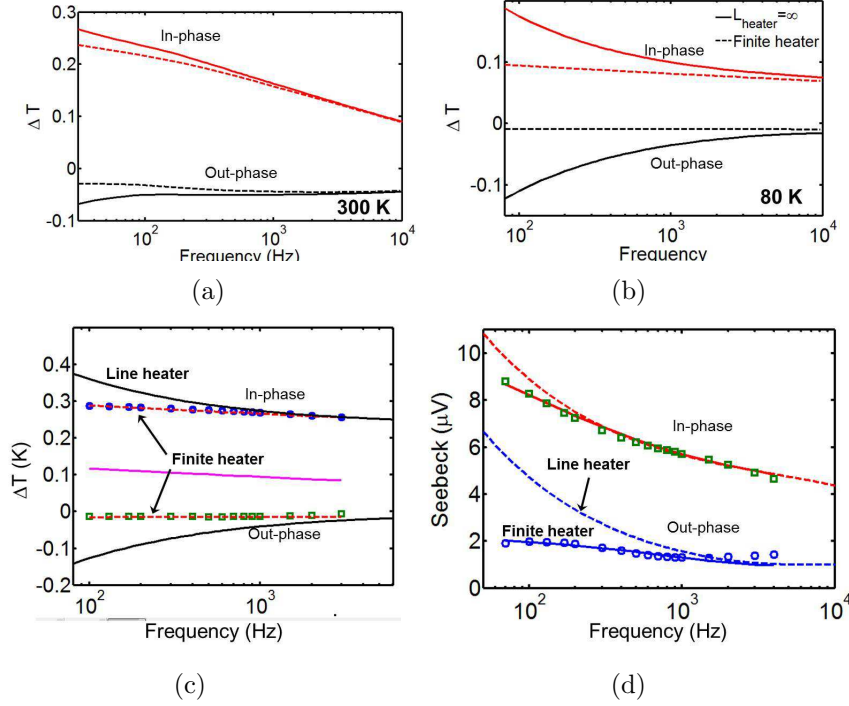 0.3
0.2
0.1
0
-0.1
Δ T
In-phase
Out-phase
300 K
10²
10³
10⁴
Frequency (Hz)
(a)
0.1
0
-0.1
Δ T
L heater =∞
Finite heater
In-phase
Out-phase
80 K
10²
10³
10⁴
Frequency
(b)
0.4
0.3
0.2
0.1
0
-0.1
-0.2
ΔT (K)
Line heater
In-phase
Finite heater
Out-phase
10²
10³
Frequency (Hz)
(c)
10
8
6
4
2
0
Seebeck (μV)
In-phase
Line heater
Out-phase
Finite heater
10²
10³
10⁴
Frequency (Hz)
(d)